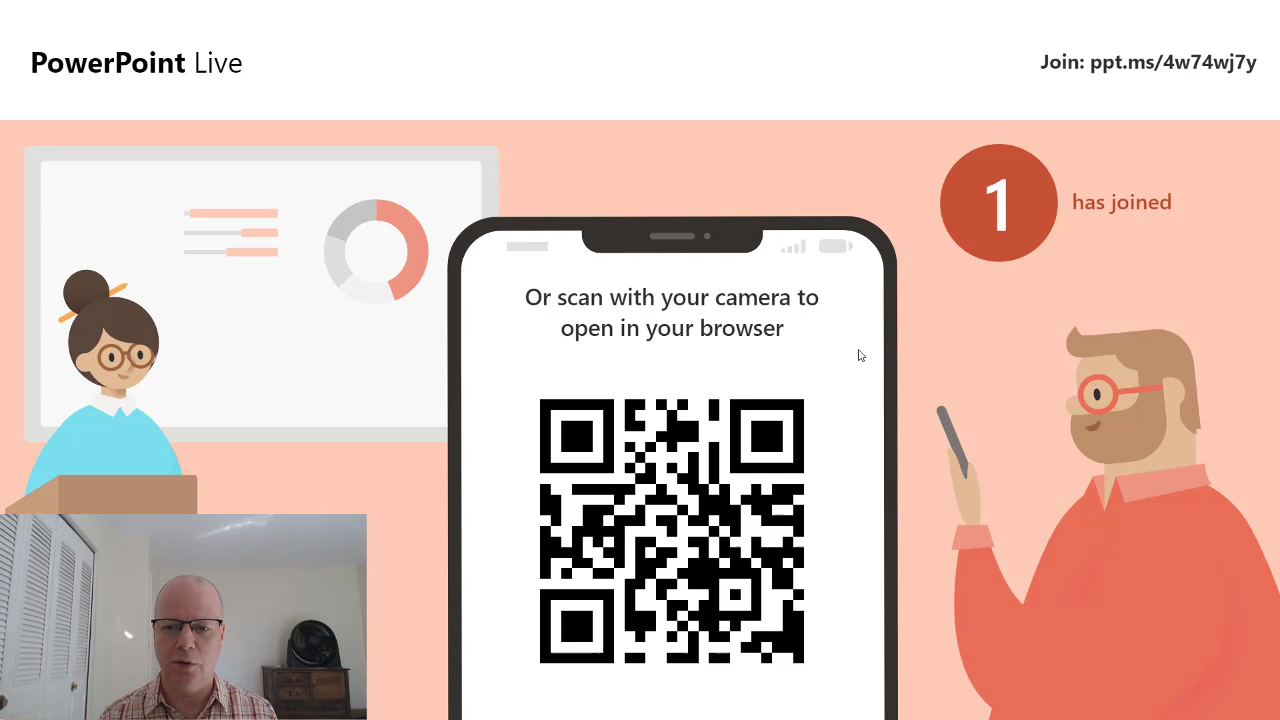 PowerPoint Live
Join: ppt.ms/4w74wj7y
1
has joined
Or scan with your camera to
open in your browser